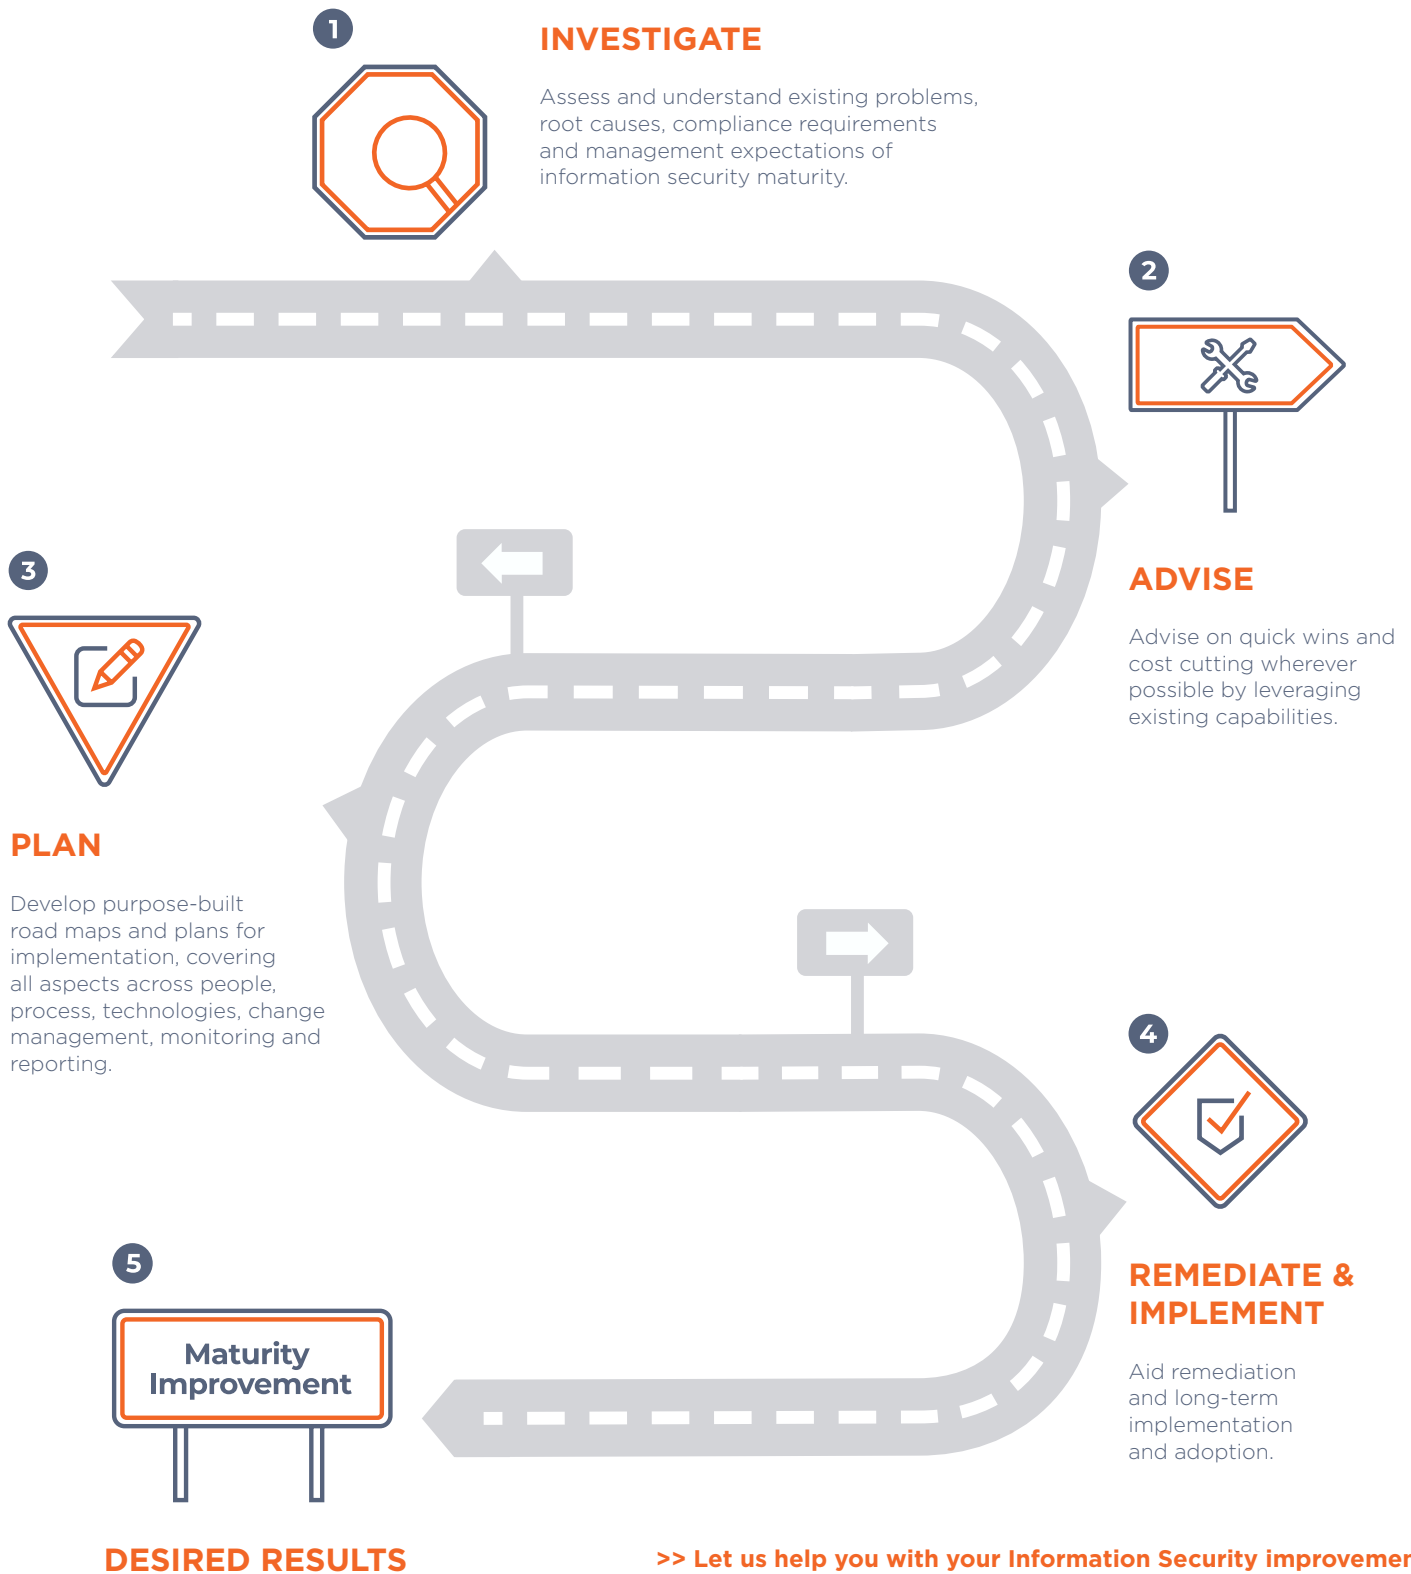 1
INVESTIGATE
Assess and understand existing problems,
root causes, compliance requirements
and management expectations of
information security maturity.
2
ADVISE
Advise on quick wins and
cost cutting wherever
possible by leveraging
existing capabilities.
3
PLAN
Develop purpose-built
road maps and plans for
implementation, covering
all aspects across people,
process, technologies, change
management, monitoring and
reporting.
4
REMEDIATE &
IMPLEMENT
Aid remediation
and long-term
implementation
and adoption.
5
Maturity
Improvement
DESIRED RESULTS
>> Let us help you with your Information Security